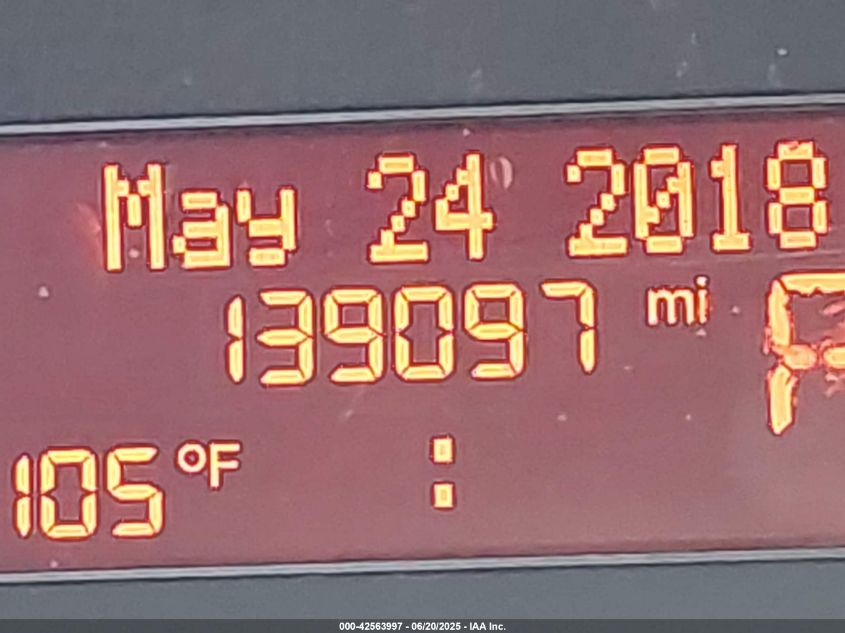 May 24 2018
139097 mi P
105 °F :
000-42563997 - 06/20/2025 - IAA Inc.